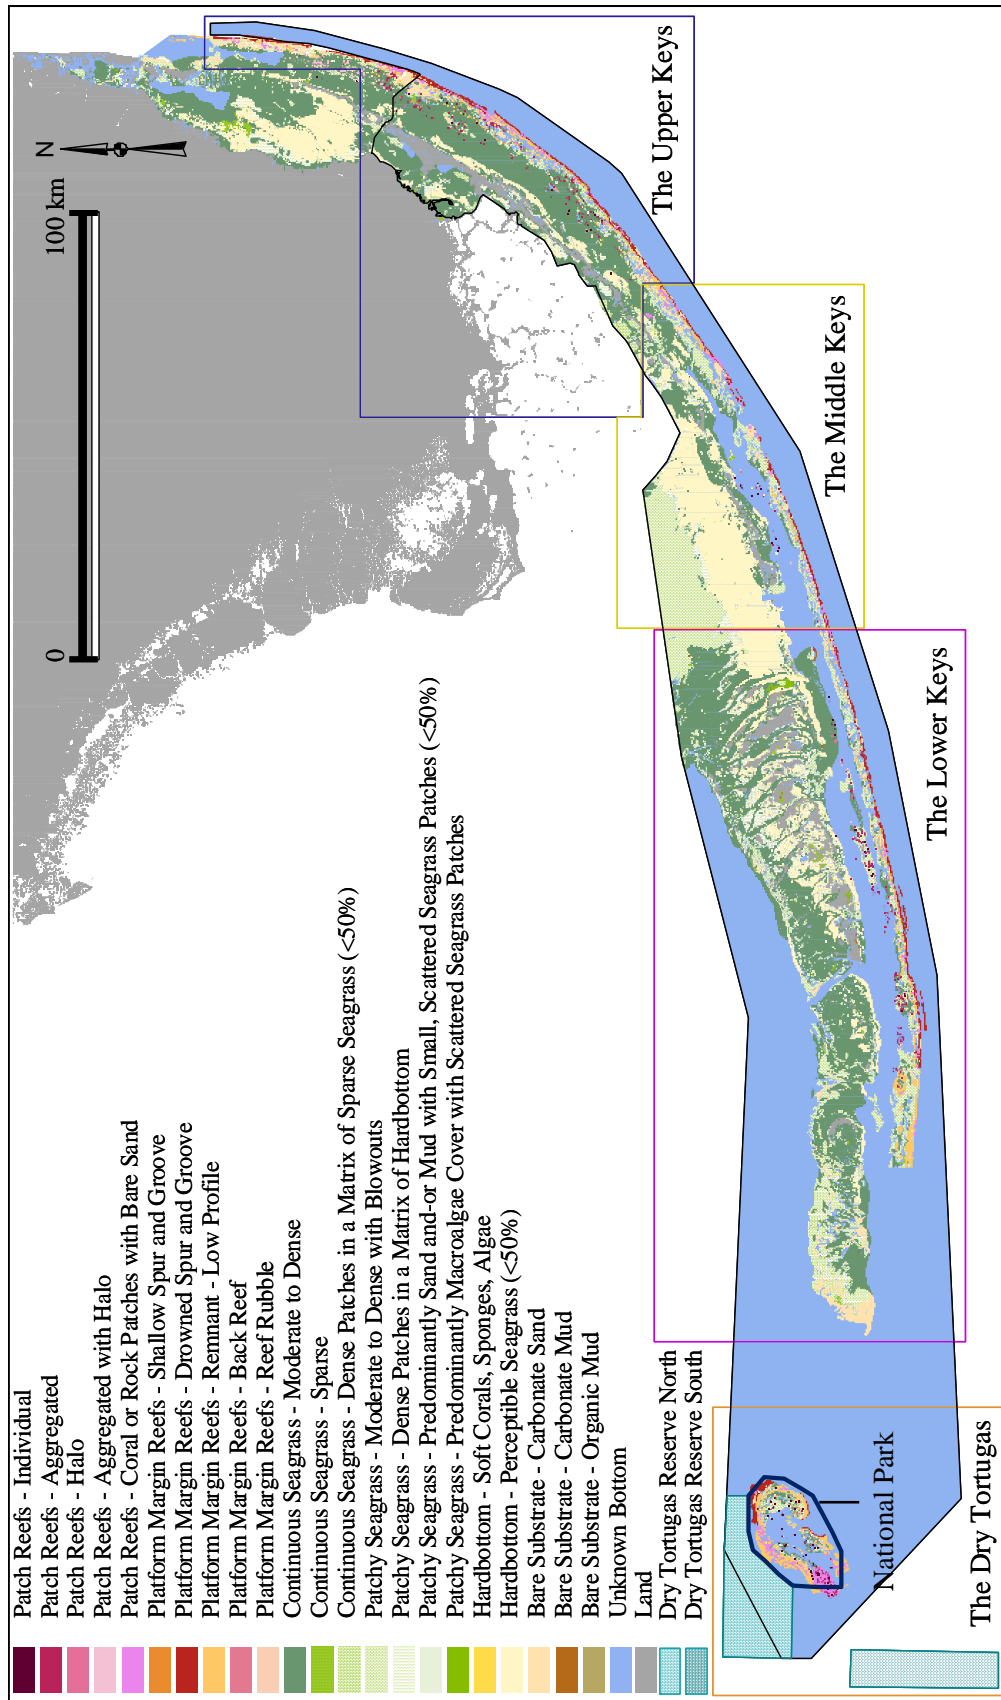 Patch Reefs - Individual
Patch Reefs - Aggregated
Patch Reefs - Halo
Patch Reefs - Aggregated with Halo
Patch Reefs - Coral or Rock Patches with Bare Sand
Platform Margin Reefs - Shallow Spur and Groove
Platform Margin Reefs - Drowned Spur and Groove
Platform Margin Reefs - Remnant - Low Profile
Platform Margin Reefs - Back Reef
Platform Margin Reefs - Reef Rubble
Continuous Seagrass - Moderate to Dense
Continuous Seagrass - Sparse
Continuous Seagrass - Dense Patches in a Matrix of Sparse Seagrass (<50%)
Patchy Seagrass - Moderate to Dense with Blowouts
Patchy Seagrass - Dense Patches in a Matrix of Hardbottom
Patchy Seagrass - Predominantly Sand and-or Mud with Small, Scattered Seagrass Patches (<50%)
Patchy Seagrass - Predominantly Macroalgae Cover with Scattered Seagrass Patches
Hardbottom - Soft Corals, Sponges, Algae
Hardbottom - Perceptible Seagrass (<50%)
Bare Substrate - Carbonate Sand
Bare Substrate - Carbonate Mud
Bare Substrate - Organic Mud
Unknown Bottom
Land
Dry Tortugas Reserve North
Dry Tortugas Reserve South
0
100 km
N
The Upper Keys
The Middle Keys
The Lower Keys
National Park
The Dry Tortugas